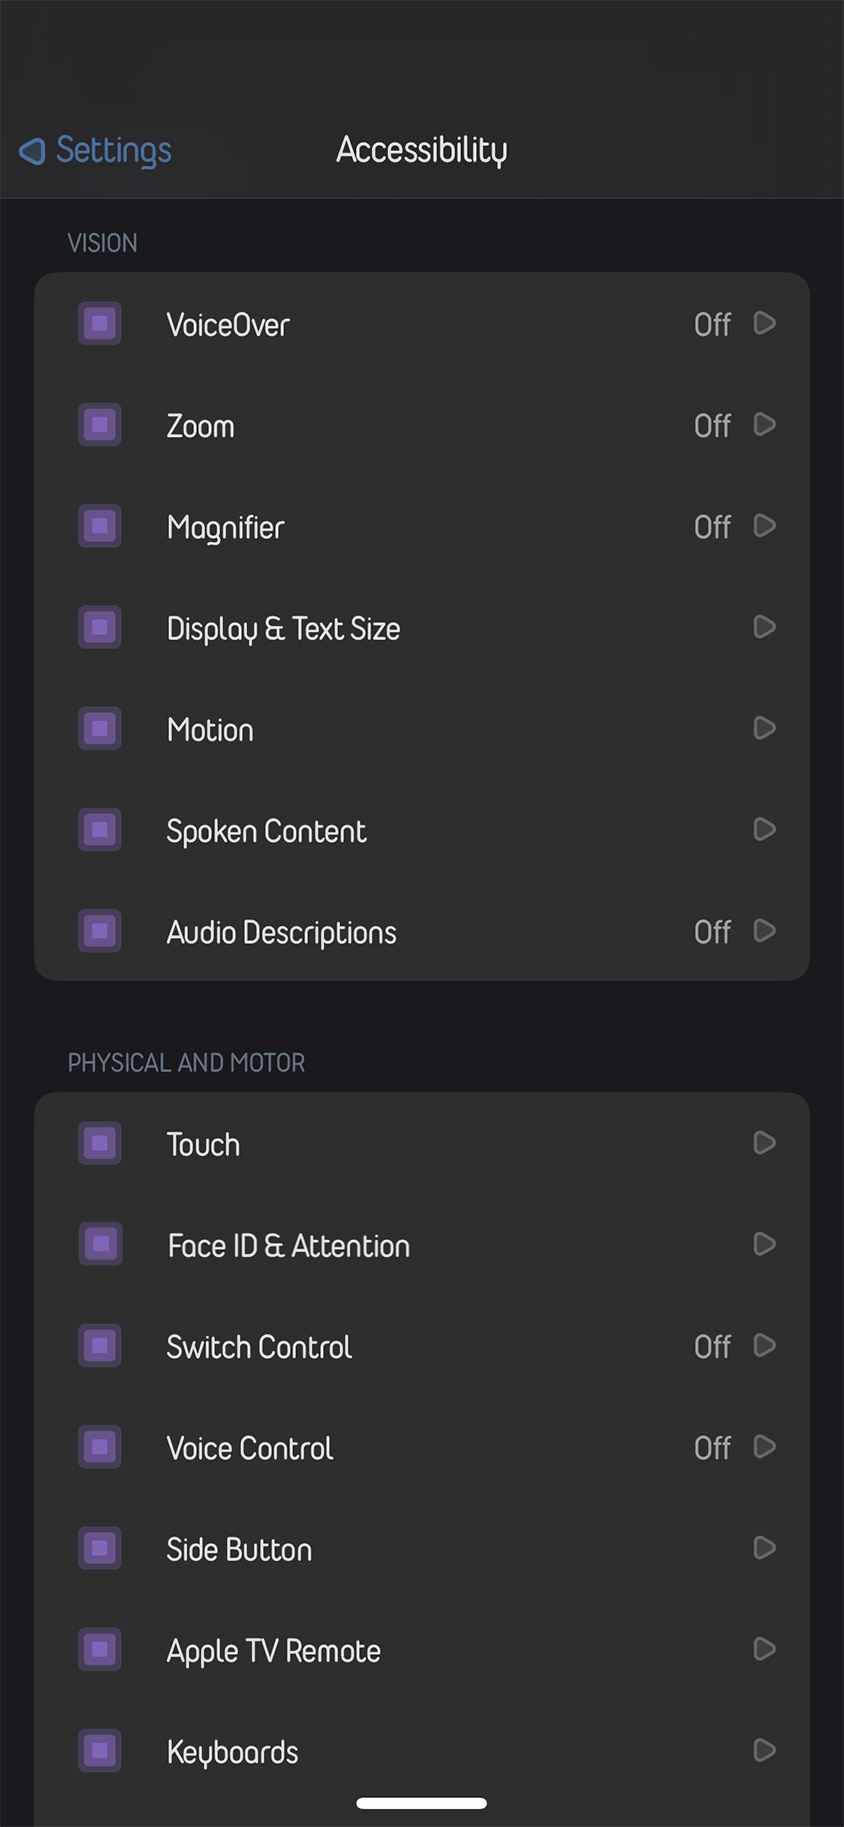 Settings
Accessibility
VISION
VoiceOver Off
Zoom Off
Magnifier Off
Display & Text Size
Motion
Spoken Content
Audio Descriptions Off
PHYSICAL AND MOTOR
Touch
Face ID & Attention
Switch Control Off
Voice Control Off
Side Button
Apple TV Remote
Keyboards